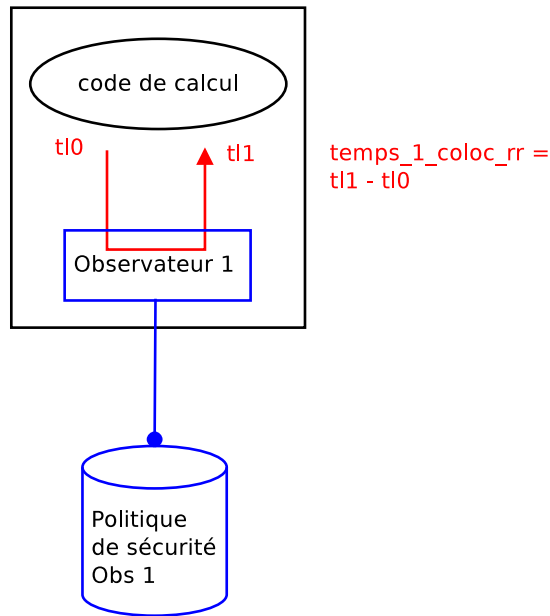 code de calcul
tl0
tl1
temps_1_coloc_rr =
tl1 - tl0
Observateur 1
Politique
de sécurité
Obs 1